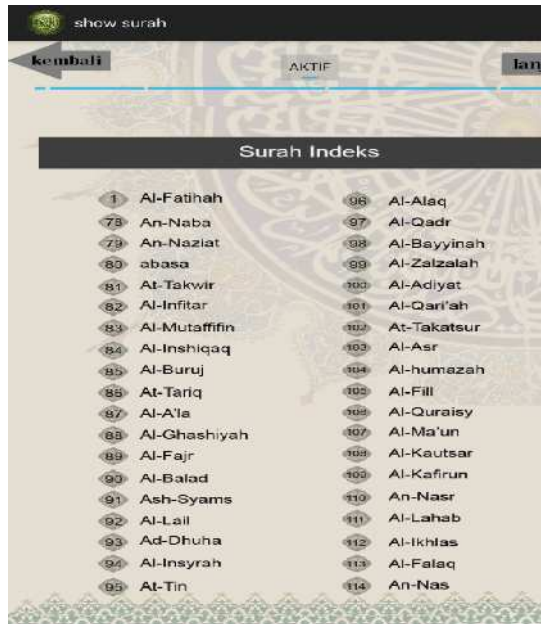 show surah
kembali
AKTIF
lan
Surah Indeks
1 Al-Fatihah
78 An-Naba
79 An-Naziat
80 abasa
81 At-Takwir
82 Al-Infitar
83 Al-Mutaffifin
84 Al-Inshiqaq
85 Al-Buruj
86 At-Tariq
87 Al-A'la
88 Al-Ghashiyah
89 Al-Fajr
90 Al-Balad
91 Ash-Syams
92 Al-Lail
93 Ad-Dhuha
94 Al-Insyrah
95 At-Tin
96 Al-Alaq
97 Al-Qadr
98 Al-Bayyinah
99 Al-Zalzalah
100 Al-Adiyat
101 Al-Qari'ah
102 At-Takatsur
103 Al-Asr
104 Al-humazah
105 Al-Fill
106 Al-Quraisy
107 Al-Ma'un
108 Al-Kautsar
109 Al-Kafirun
110 An-Nasr
111 Al-Lahab
112 Al-Ikhlas
113 Al-Falaq
114 An-Nas